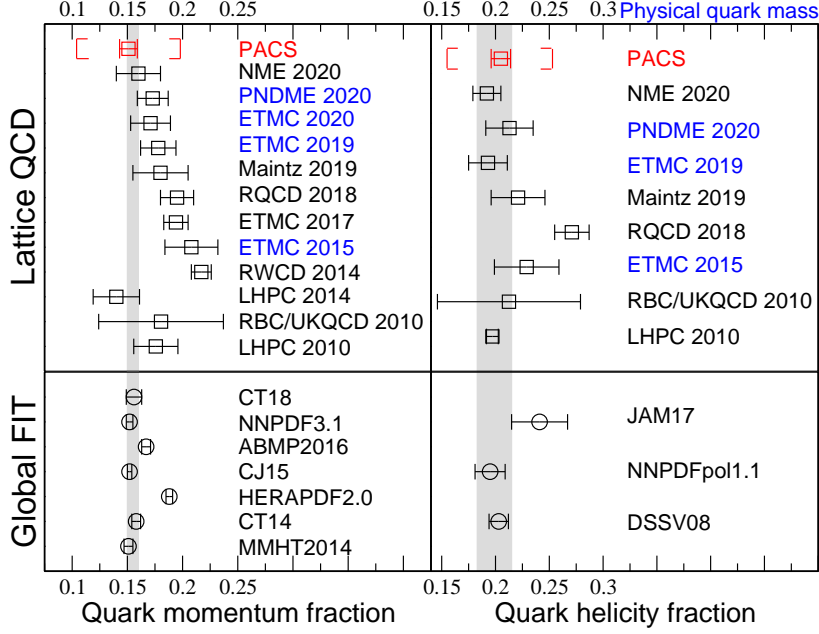 0.1 0.15 0.2 0.25 0.15 0.2 0.25 0.3 Physical quark mass
Lattice QCD
PACS
NME 2020
PNDME 2020
ETMC 2020
ETMC 2019
Maintz 2019
RQCD 2018
ETMC 2017
ETMC 2015
RWCD 2014
LHPC 2014
RBC/UKQCD 2010
LHPC 2010
PACS
NME 2020
PNDME 2020
ETMC 2019
Maintz 2019
RQCD 2018
ETMC 2015
RBC/UKQCD 2010
LHPC 2010
Global FIT
CT18
NNPDF3.1
ABMP2016
CJ15
HERAPDF2.0
CT14
MMHT2014
JAM17
NNPDFpol1.1
DSSV08
0.1 0.15 0.2 0.25 0.15 0.2 0.25 0.3
Quark momentum fraction
Quark helicity fraction